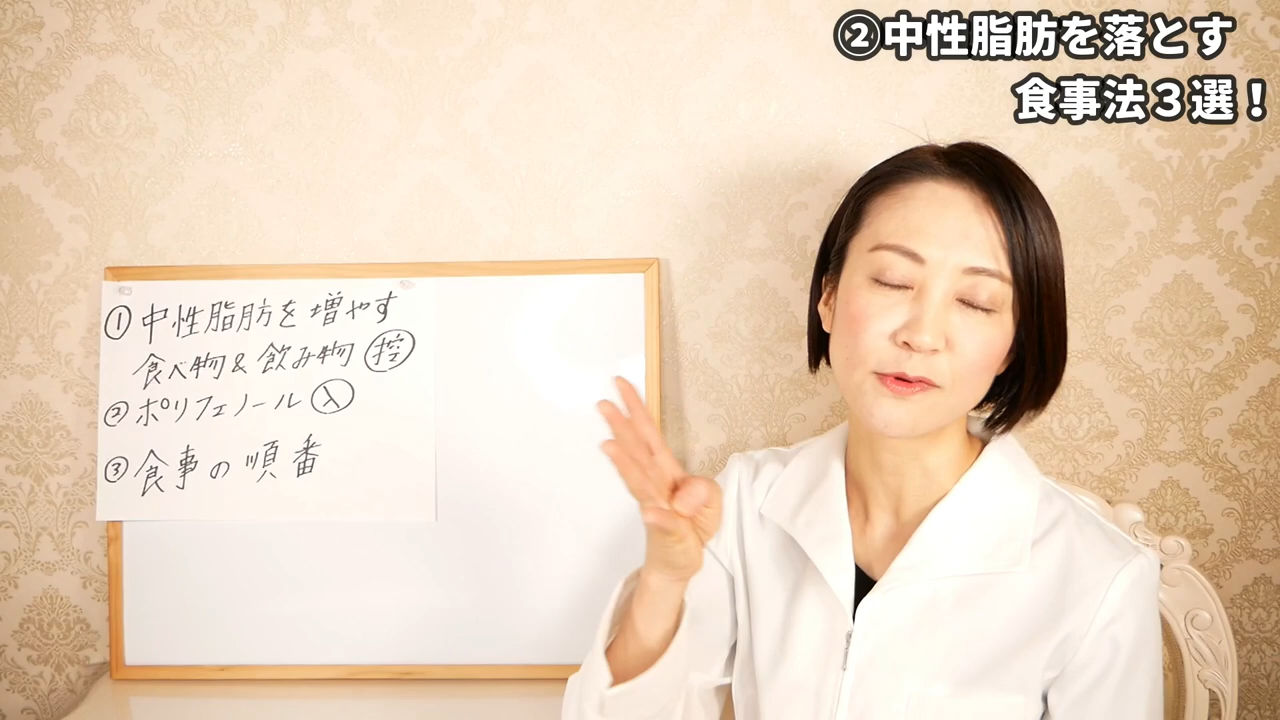 ②中性脂肪を落とす
食事法３選！
①中性脂肪を増やす
食べ物&飲み物 控
②ポリフェノール 入
③食事の順番